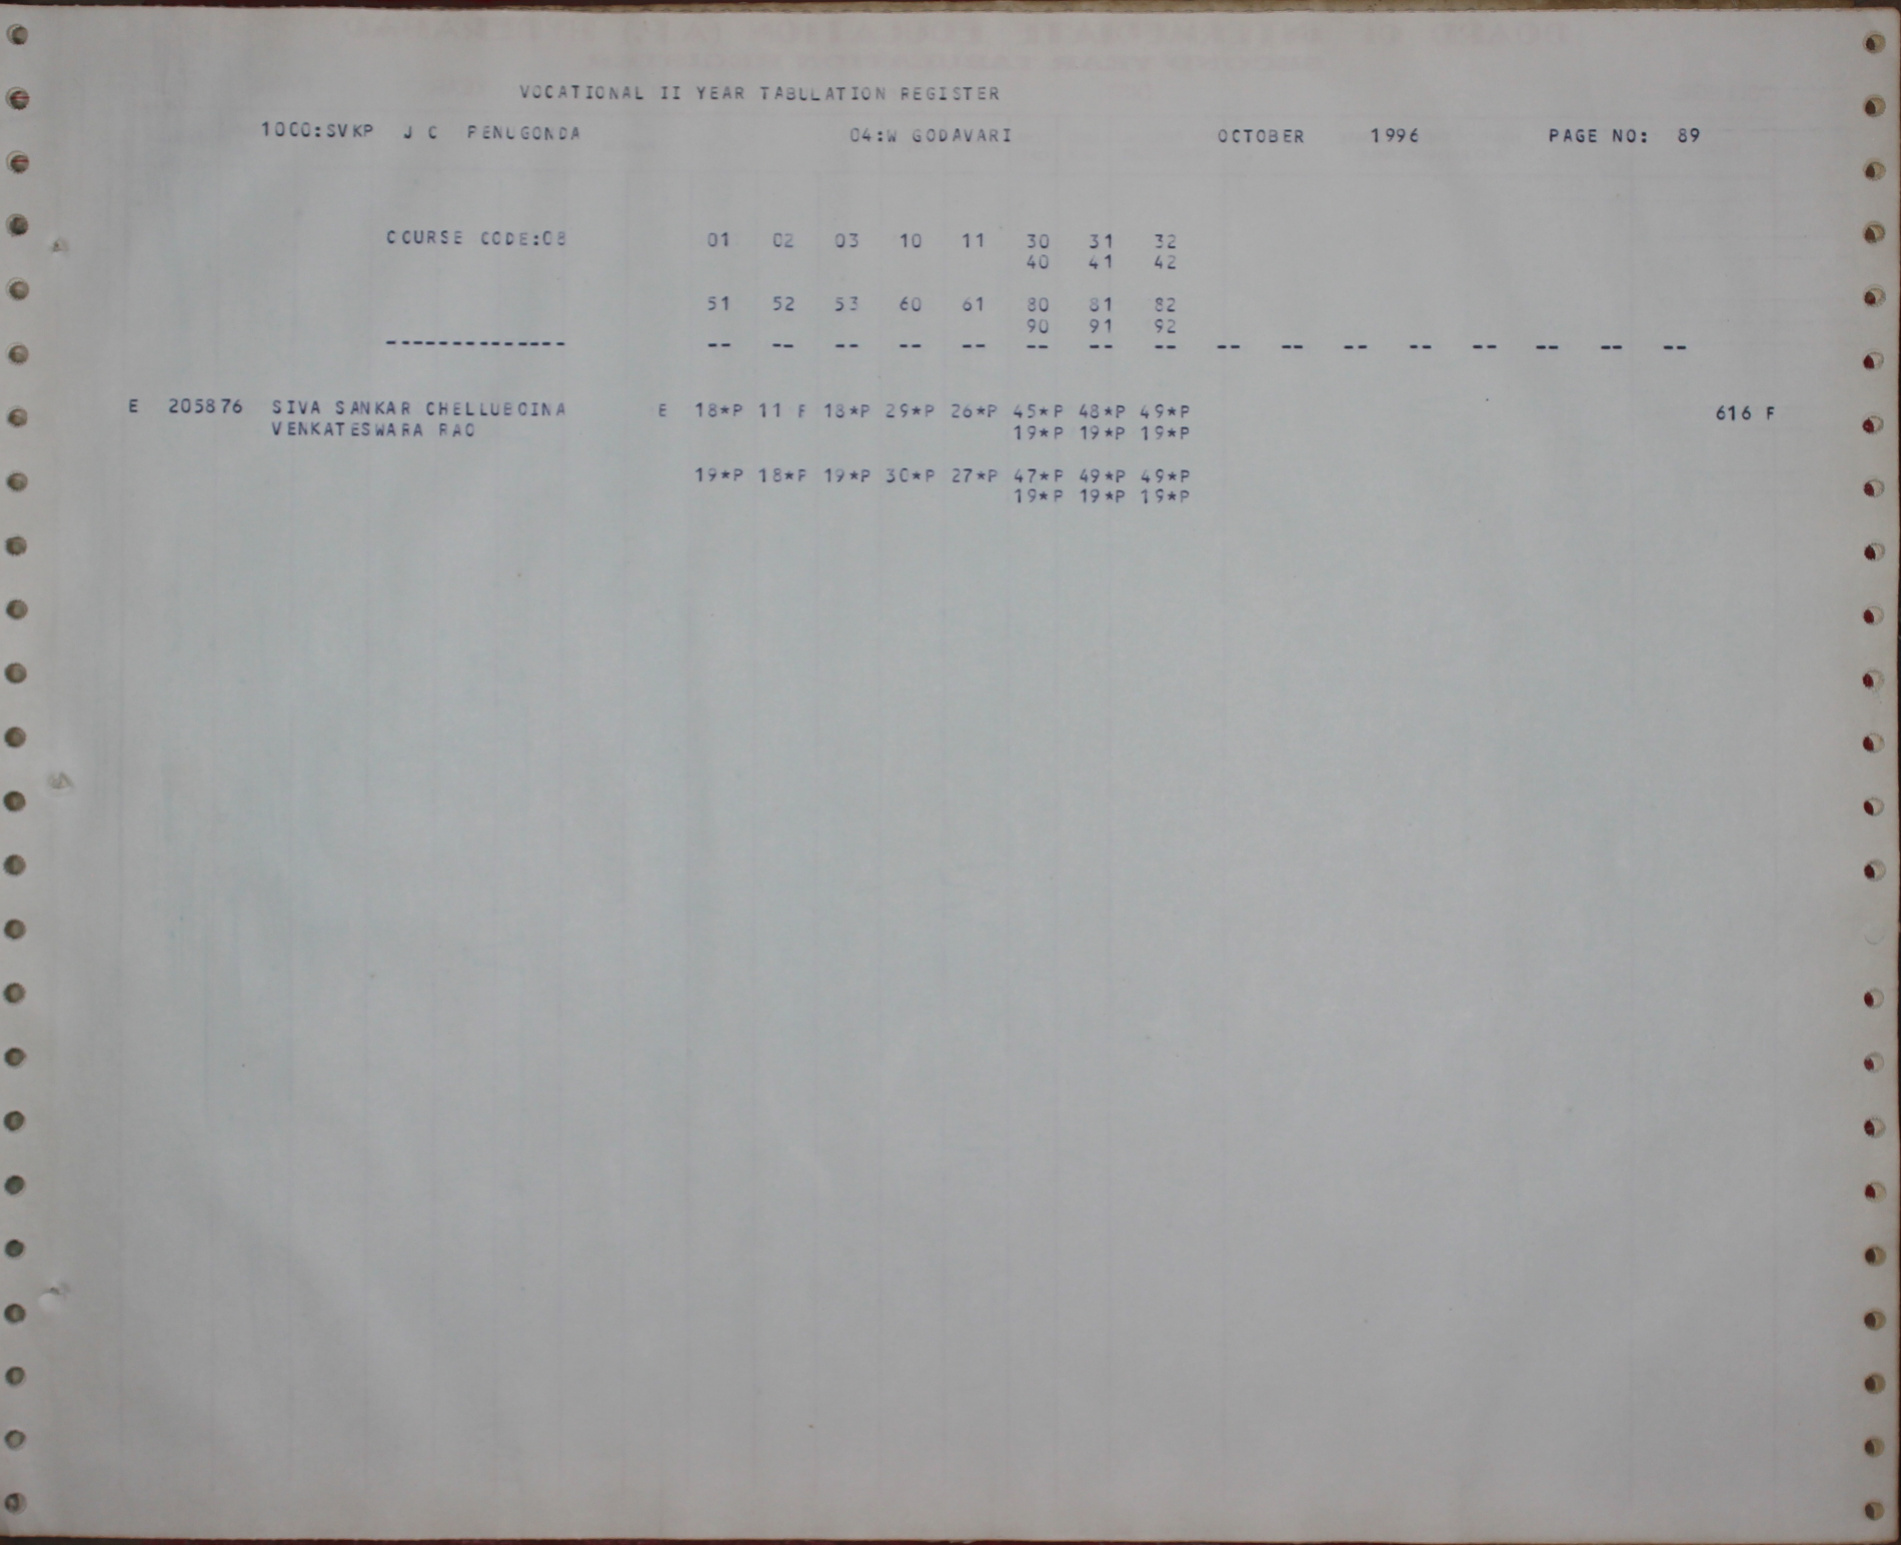 VOCATIONAL II YEAR TABULATION REGISTER
1000:SVKP J C PENUGONDA 04:W GODAVARI OCTOBER 1996 PAGE NO: 89
COURSE CODE:08 01 02 03 10 11 30 31 32
40 41 42
51 52 53 60 61 80 81 82
90 91 92
-------------- -- -- -- -- -- -- -- -- -- -- -- -- -- -- -- --
E 205876 SIVA SANKAR CHELLUBOINA E 18*P 11 F 18*P 29*P 26*P 45*P 48*P 49*P 616 F
VENKATESWARA RAO 19*P 19*P 19*P
19*P 18*P 19*P 30*P 27*P 47*P 49*P 49*P
19*P 19*P 19*P